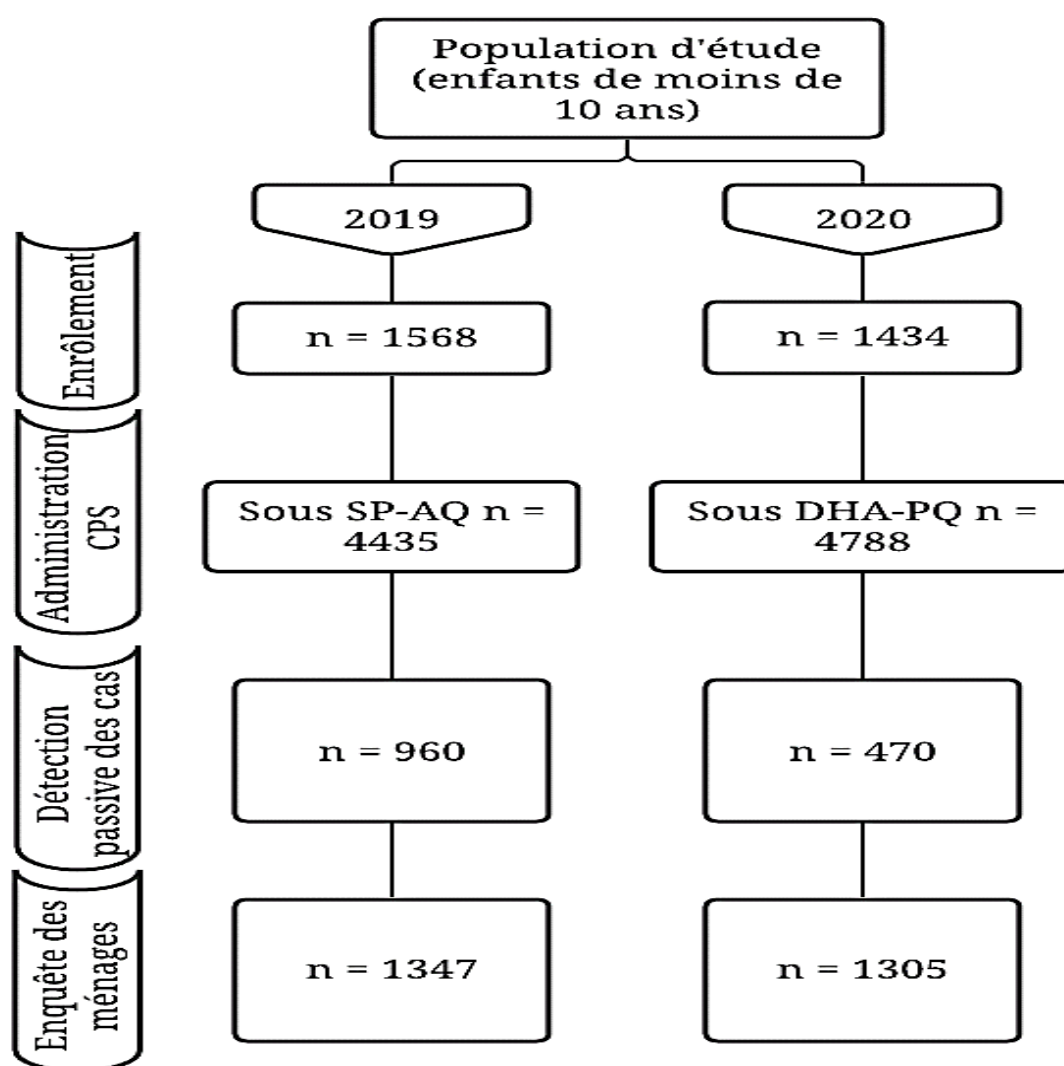 Population d'étude
(enfants de moins de
10 ans)
2019
2020
Enrôlement
n = 1568
n = 1434
Administration
CPS
Sous SP-AQ n =
4435
Sous DHA-PQ n =
4788
Détection
passive des cas
n = 960
n = 470
Enquête des
ménages
n = 1347
n = 1305